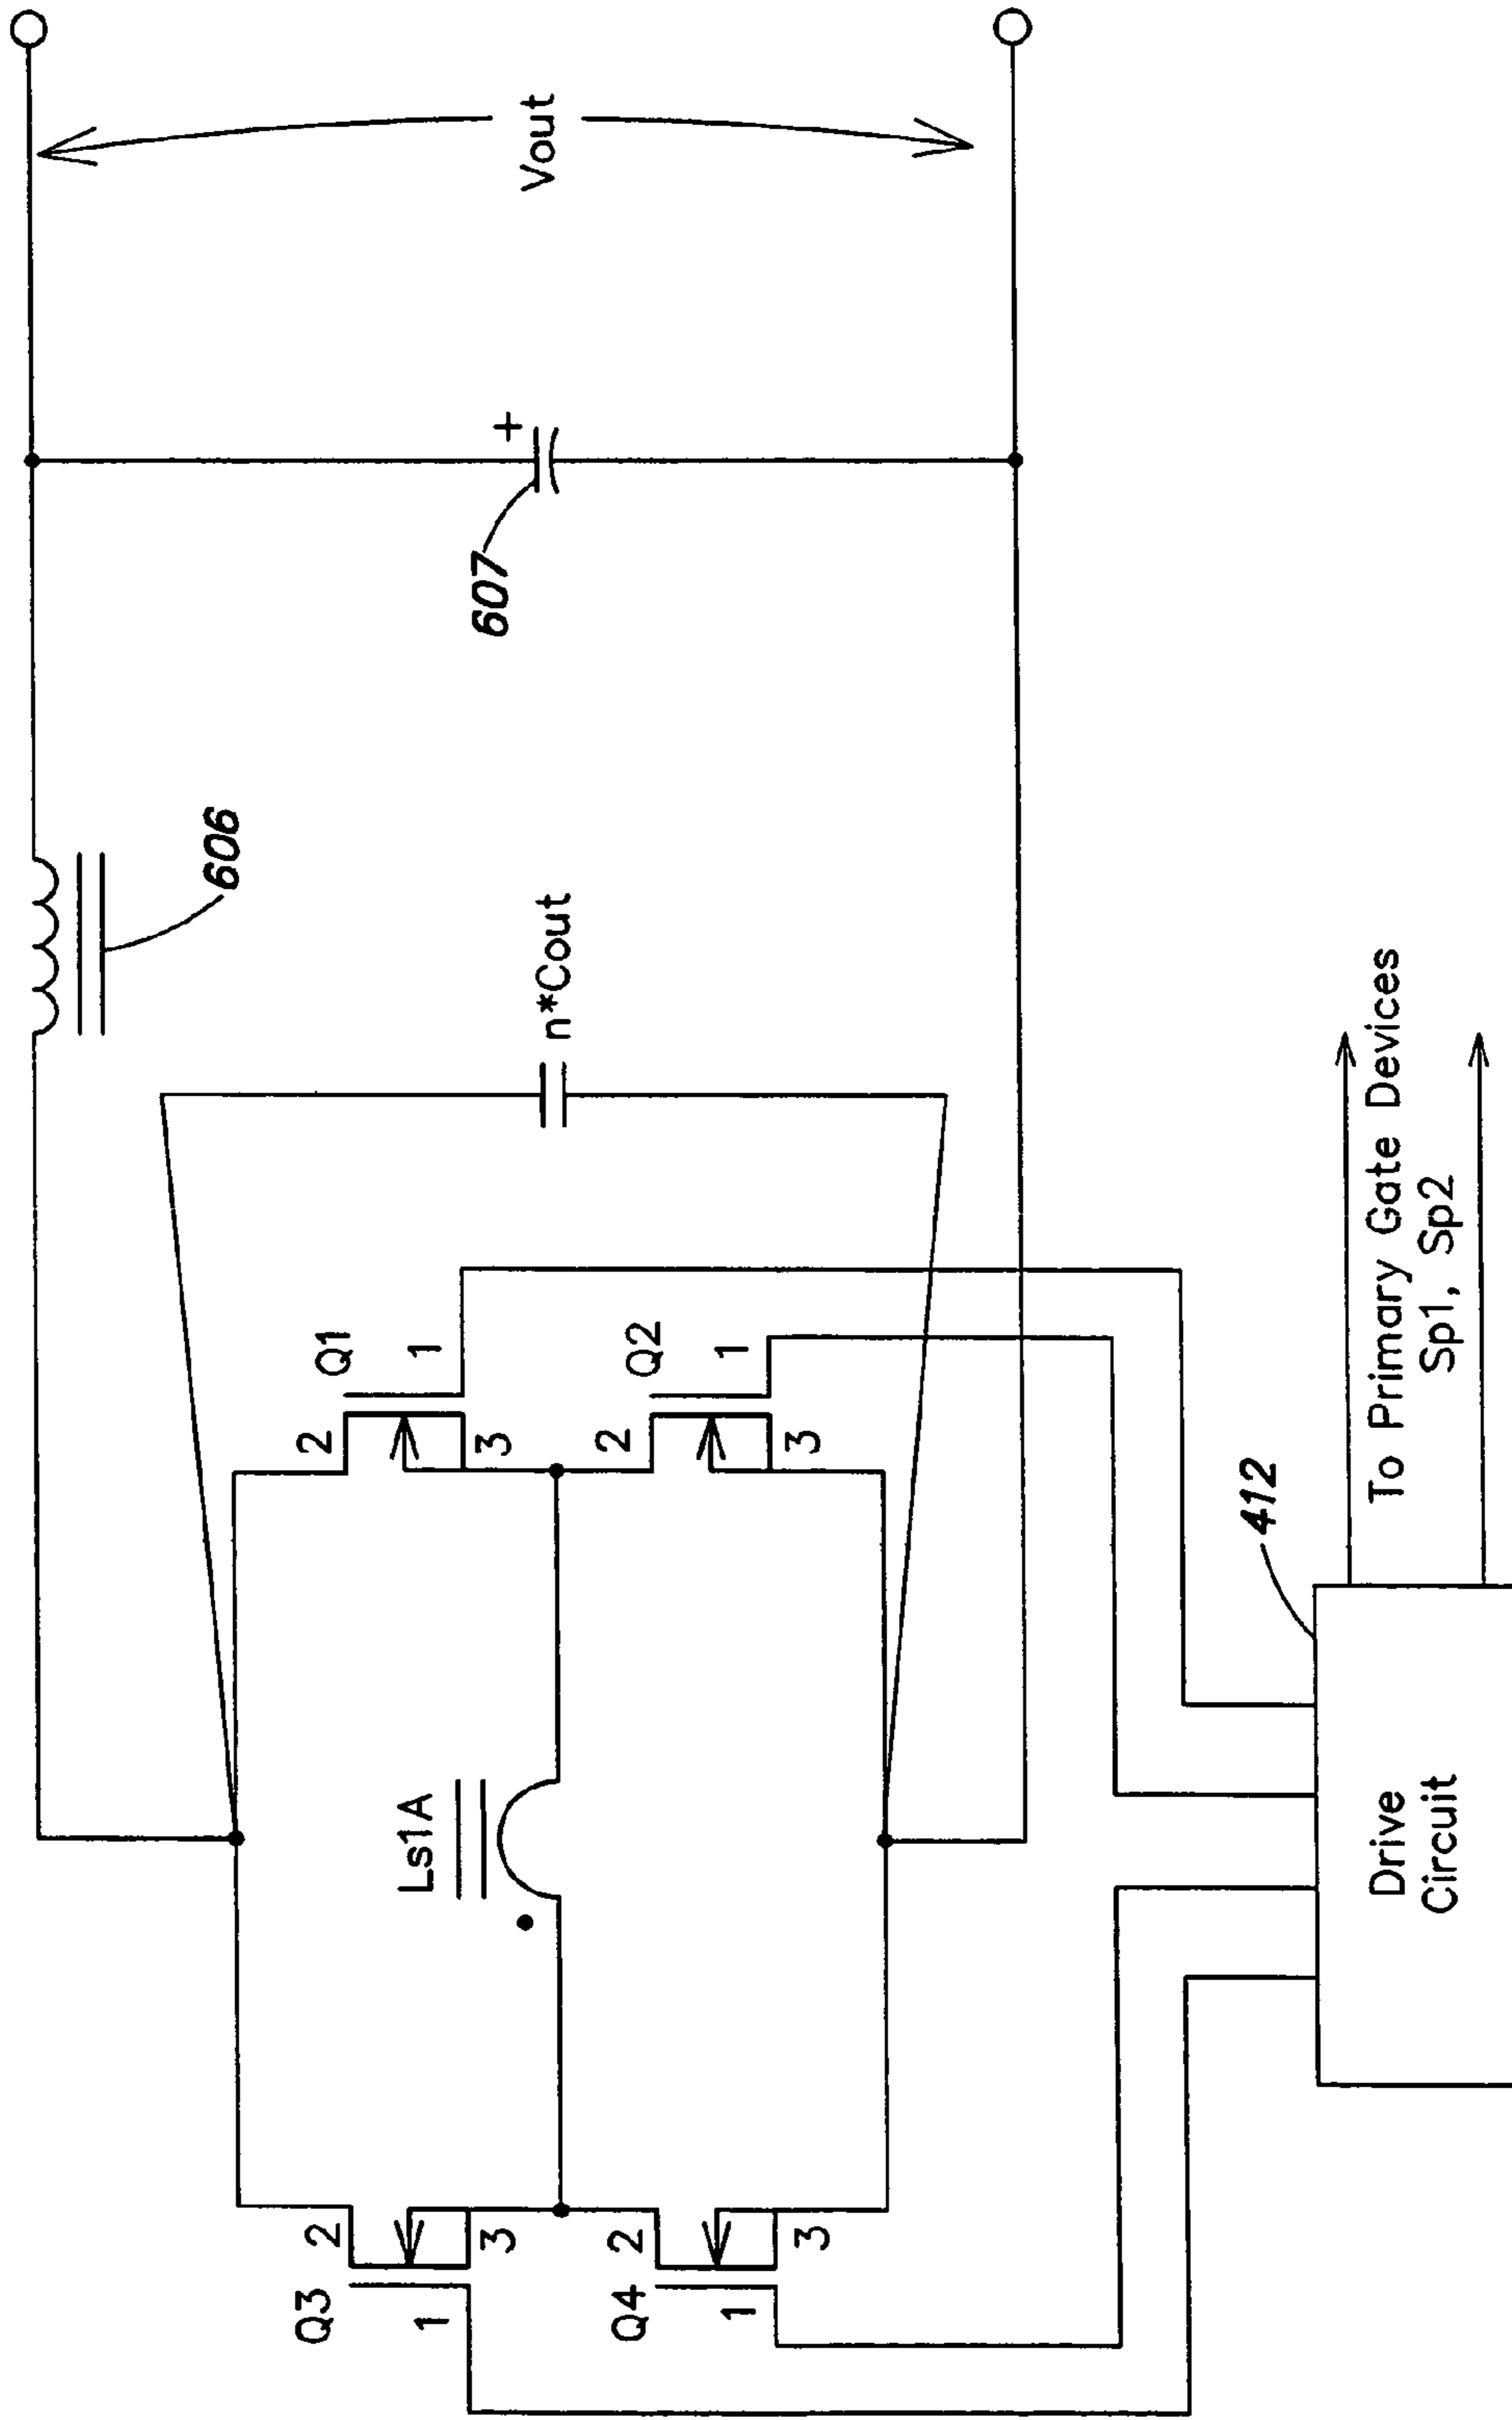 606
Q3
2
2
Q1
1
Ls1A
1
3
3
607
+
Vout
n*Cout
Q4
2
2
Q2
1
1
3
3
412
Drive
Circuit
To Primary Gate Devices
Sp1, Sp2